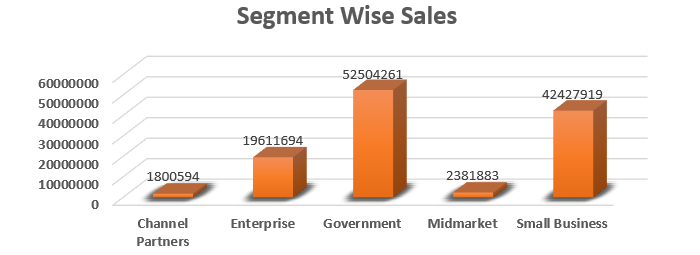 Segment Wise Sales
60000000
50000000
40000000
30000000
20000000
10000000
0
1800594
19611694
52504261
2381883
42427919
Channel
Partners
Enterprise
Government
Midmarket
Small Business